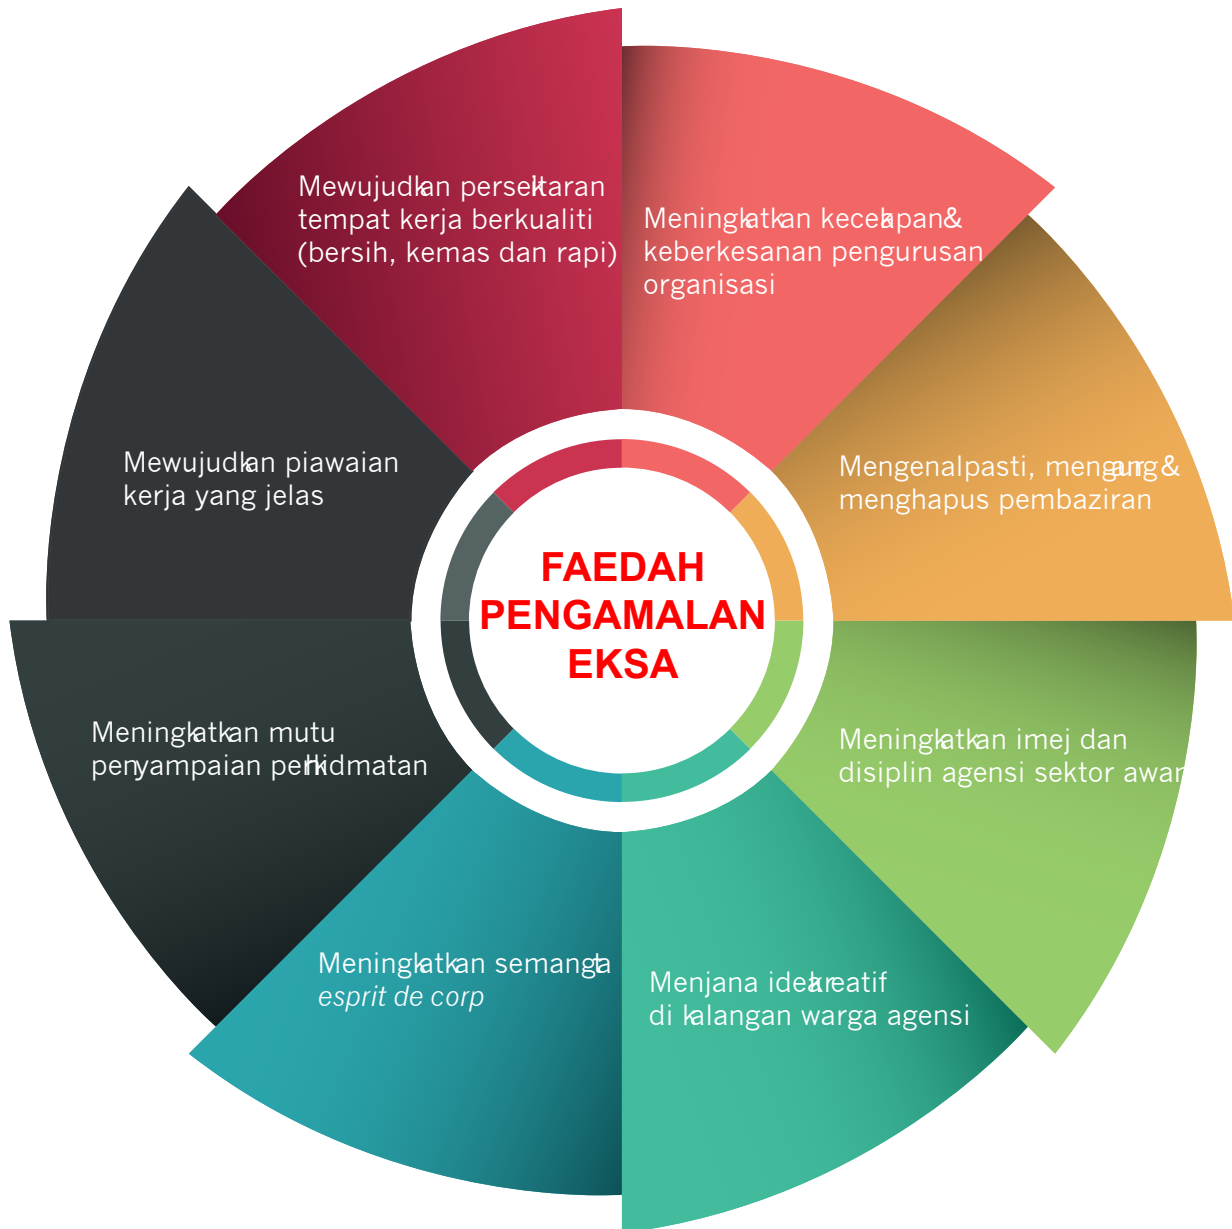 Mewujudkan persekitaran
tempat kerja berkualiti
(bersih, kemas dan rapi)
Meningkatkan kecekapan &
keberkesanan pengurusan
organisasi
Mengenalpasti, mengurang &
menghapus pembaziran
Meningkatkan imej dan
disiplin agensi sektor awam
Menjana idea kreatif
di kalangan warga agensi
Meningkatkan semangat
esprit de corp
Meningkatkan mutu
penyampaian perkhidmatan
Mewujudkan piawaian
kerja yang jelas
FAEDAH
PENGAMALAN
EKSA